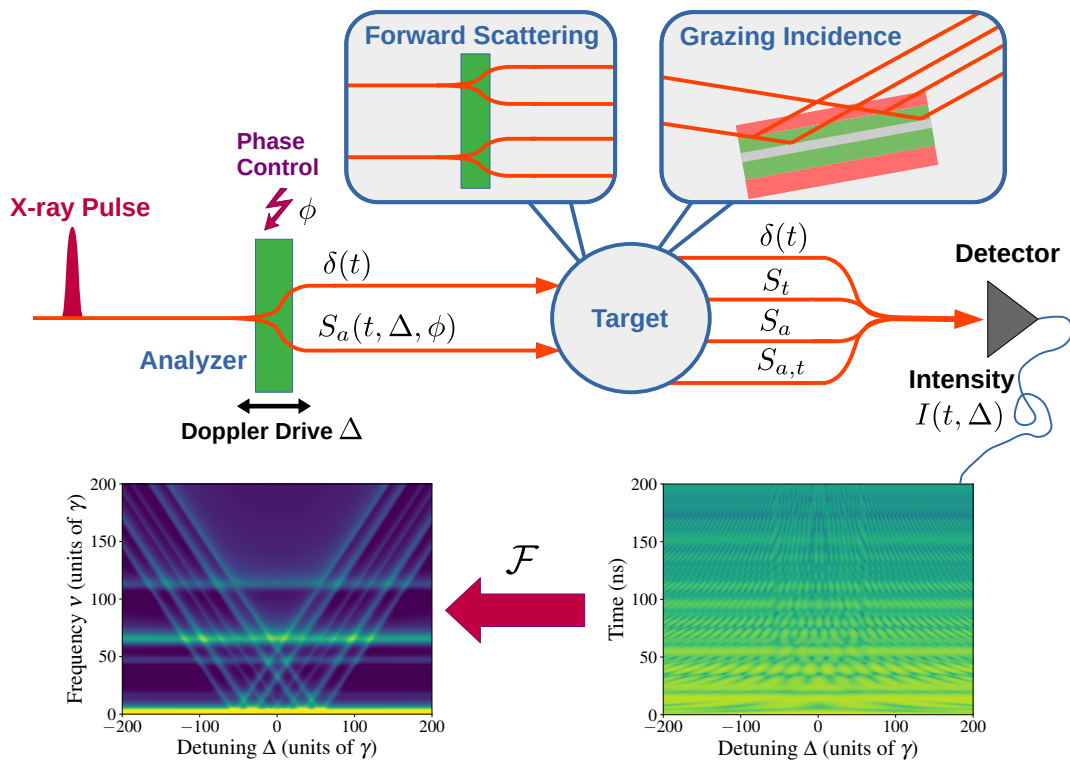 Forward Scattering
Grazing Incidence
Phase
Control
ϕ
X-ray Pulse
δ(t)
S_a(t, Δ, ϕ)
Analyzer
Doppler Drive Δ
Target
δ(t)
S_t
S_a
S_{a,t}
Detector
Intensity
I(t, Δ)
Frequency ν (units of γ)
200
150
100
50
0
−200 −100 0 100 200
Detuning Δ (units of γ)
ℱ
Time (ns)
200
150
100
50
0
−200 −100 0 100 200
Detuning Δ (units of γ)